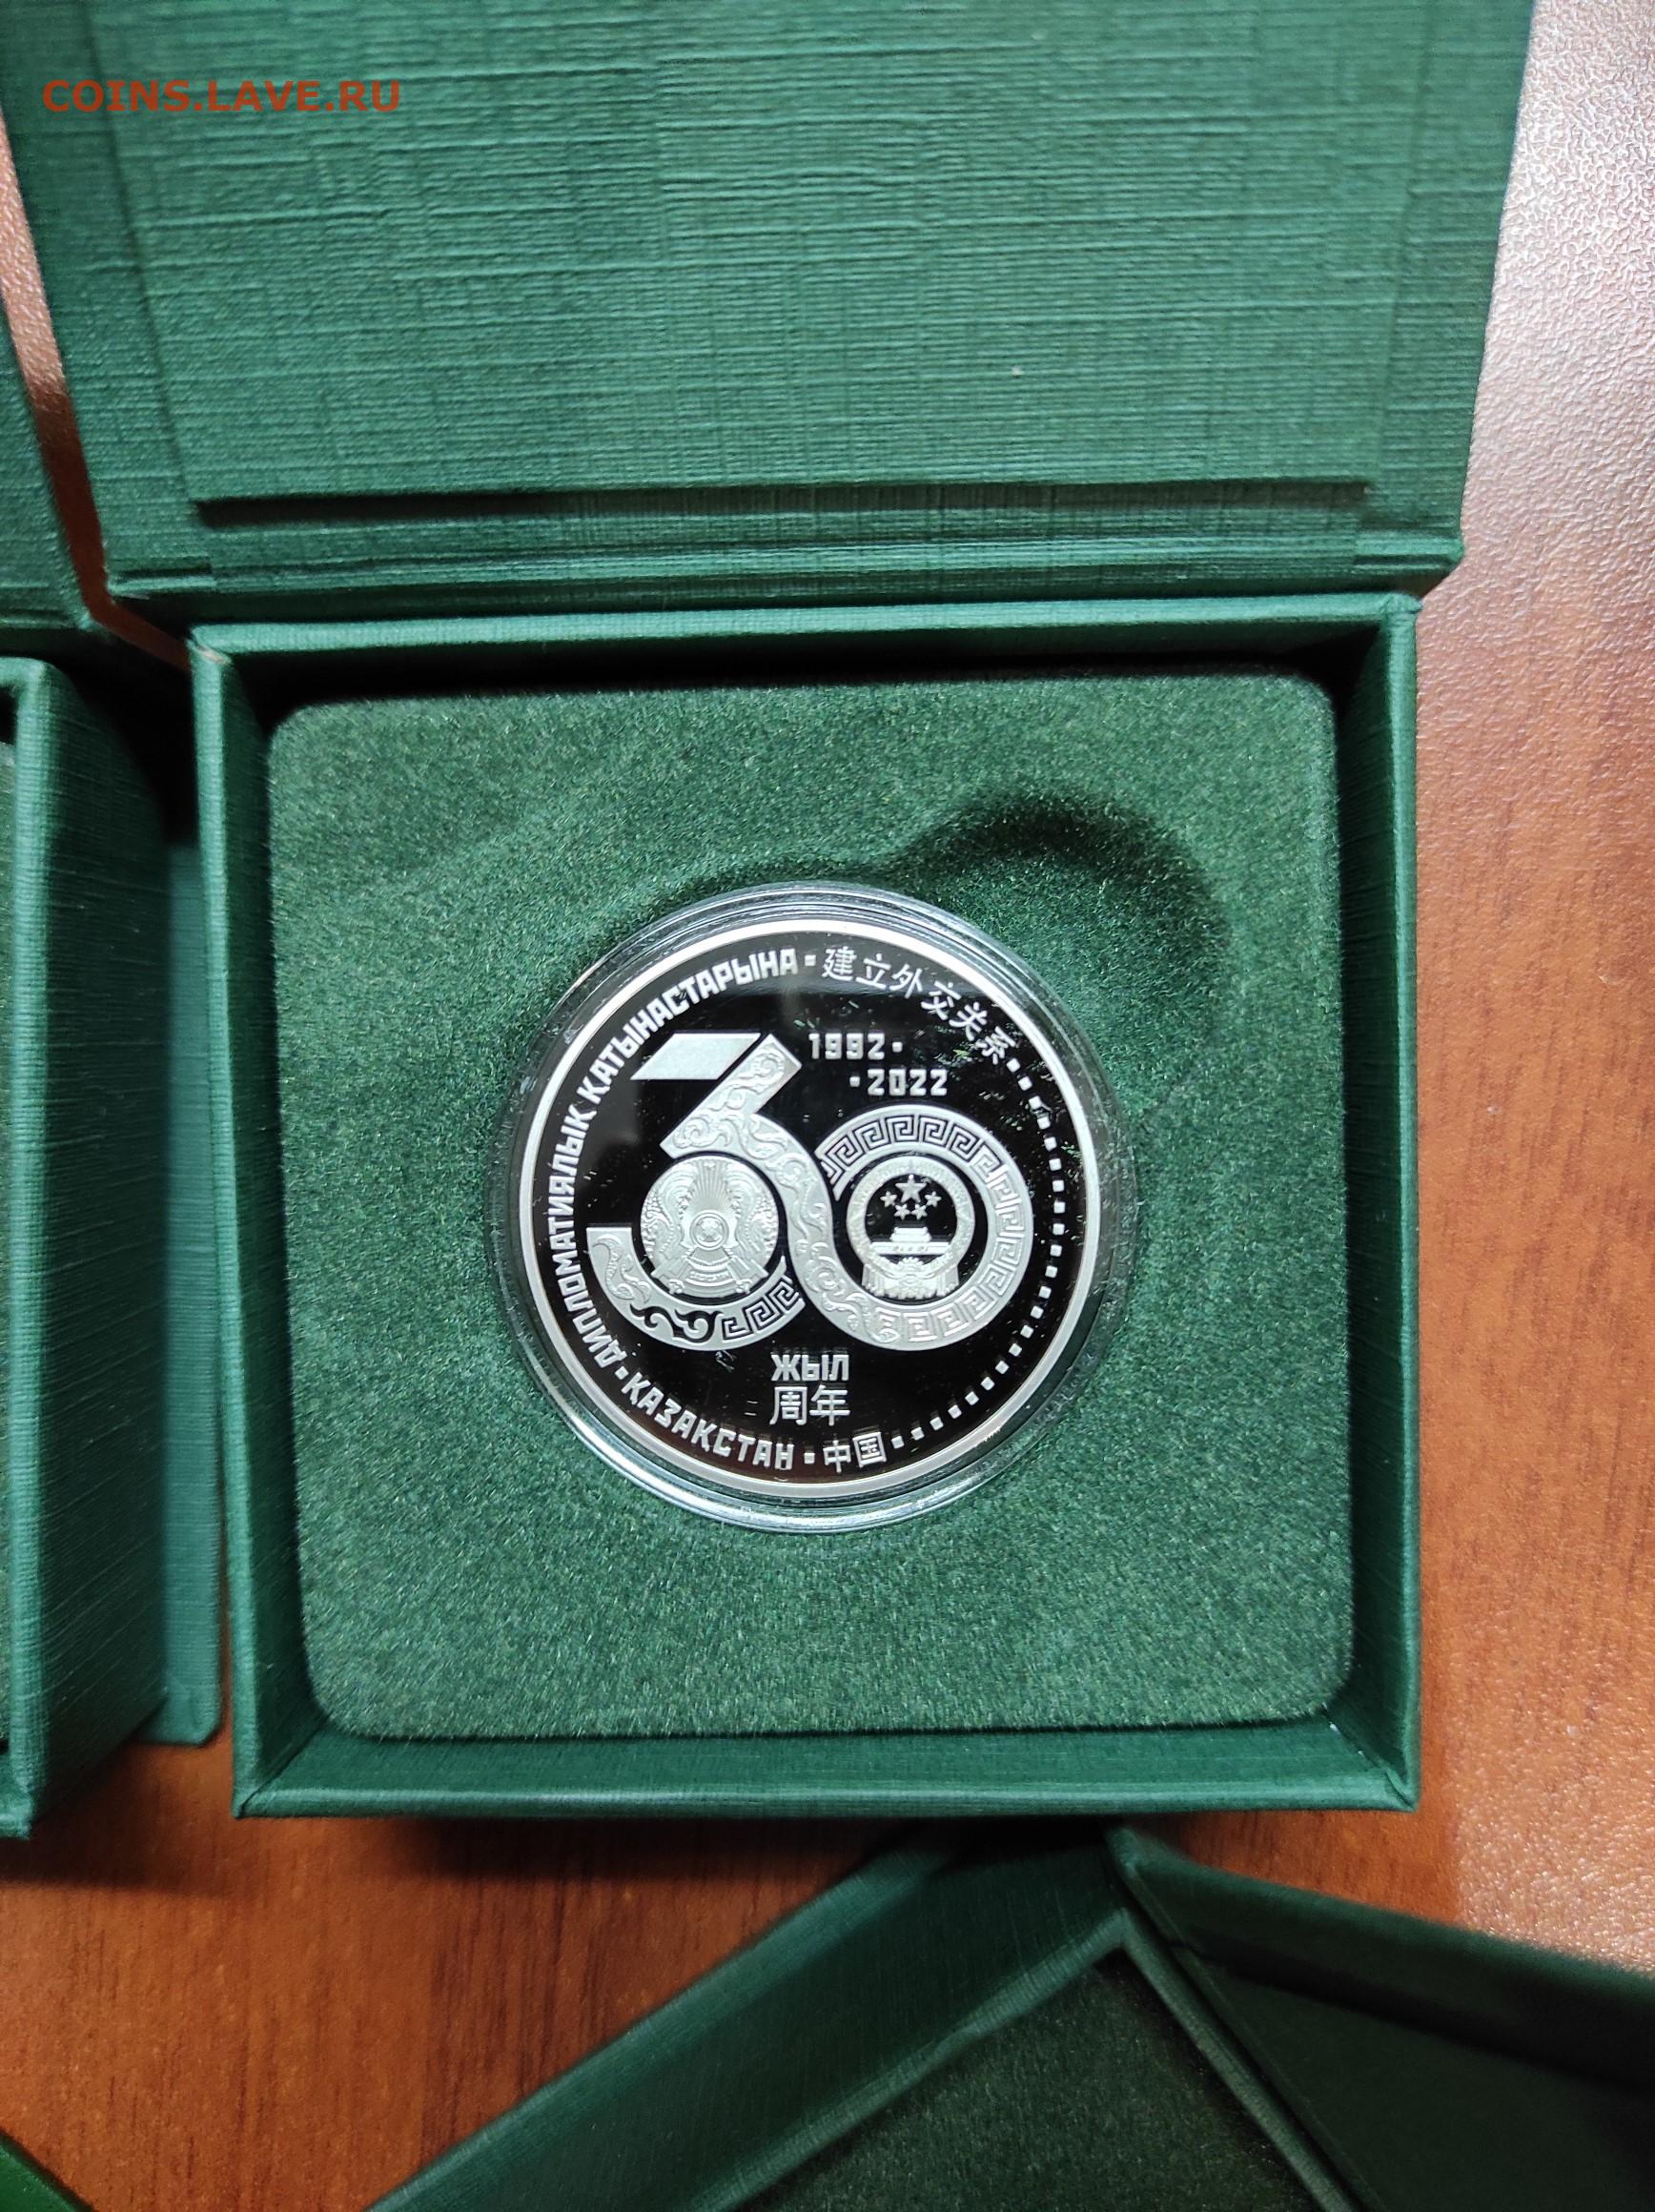 COINS.LAVE.RU
ДИПЛОМАТИЯЛЫҚ ҚАТЫНАСТАРЫНА · 建立外交关系
1992
2022
30
ЖЫЛ
周年
ҚАЗАҚСТАН · 中国